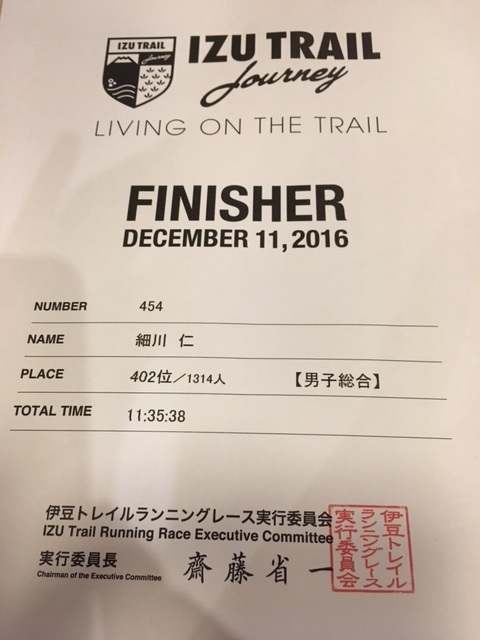 IZU TRAIL
Journey
IZU TRAIL
Journey
LIVING ON THE TRAIL
FINISHER
DECEMBER 11, 2016
NUMBER 454
NAME 細川 仁
PLACE 402位／1314人 【男子総合】
TOTAL TIME 11:35:38
伊豆トレイルランニングレース実行委員会
IZU Trail Running Race Executive Committee
実行委員長 齋藤省一
Chairman of the Executive Committee
伊豆トレイル
ランニングレース
実行委員会